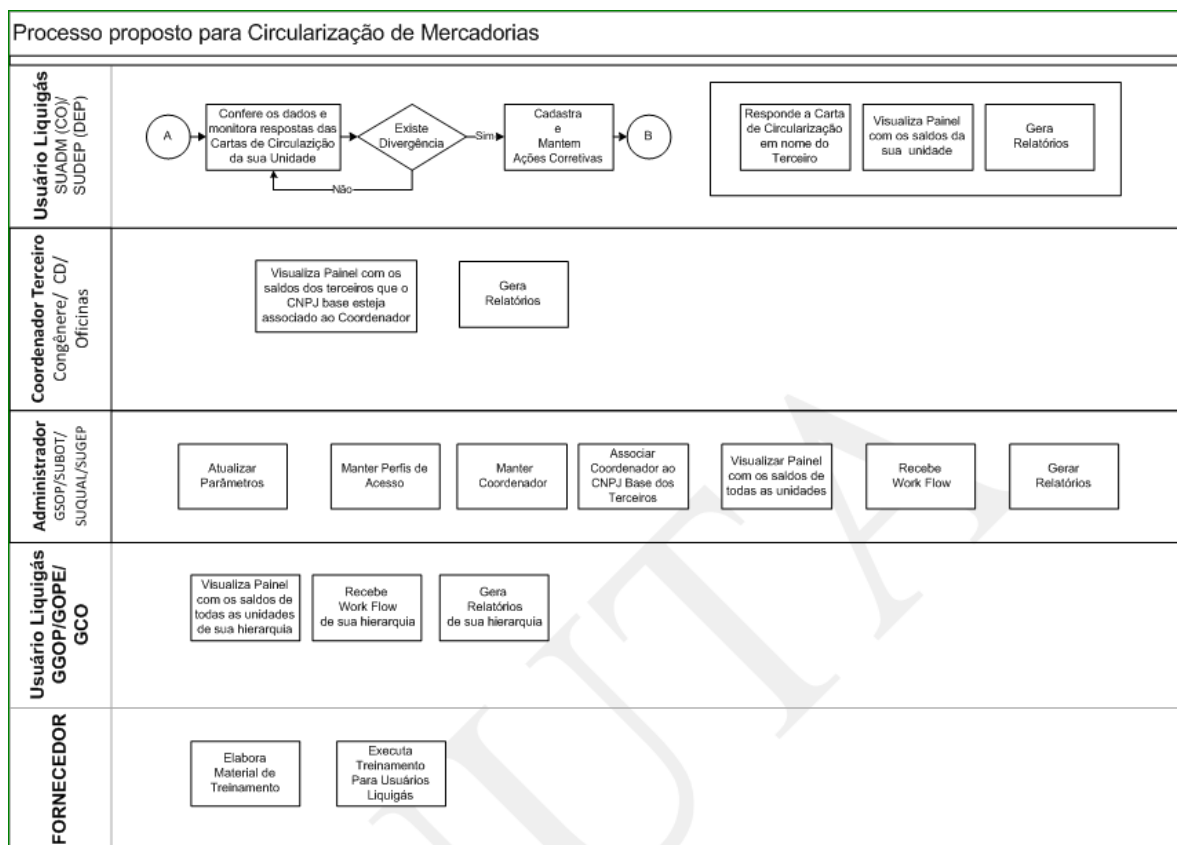 Processo proposto para Circularização de Mercadorias
Usuário Liquigás
SUADM (CO)/
SUDEP (DEP)
A
Confere os dados e
monitora respostas das
Cartas de Circulazição
da sua Unidade
Existe
Divergência
Sim
Não
Cadastra
e
Mantem
Ações Corretivas
B
Responde a Carta
de Circularização
em nome do
Terceiro
Visualiza Painel
com os saldos da
sua unidade
Gera
Relatórios
Coordenador Terceiro
Congênere/ CD/
Oficinas
Visualiza Painel com os
saldos dos terceiros que o
CNPJ base esteja
associado ao Coordenador
Gera
Relatórios
Administrador
GSOP/SUBOT/
SUQUAL/SUGEP
Atualizar
Parâmetros
Manter Perfis de
Acesso
Manter
Coordenador
Associar
Coordenador ao
CNPJ Base dos
Terceiros
Visualizar Painel
com os saldos de
todas as unidades
Recebe
Work Flow
Gerar
Relatórios
Usuário Liquigás
GGOP/GOPE/
GCO
Visualiza Painel
com os saldos de
todas as unidades
de sua hierarquia
Recebe
Work Flow
de sua hierarquia
Gera
Relatórios
de sua hierarquia
FORNECEDOR
Elabora
Material de
Treinamento
Executa
Treinamento
Para Usuários
Liquigás
UTA